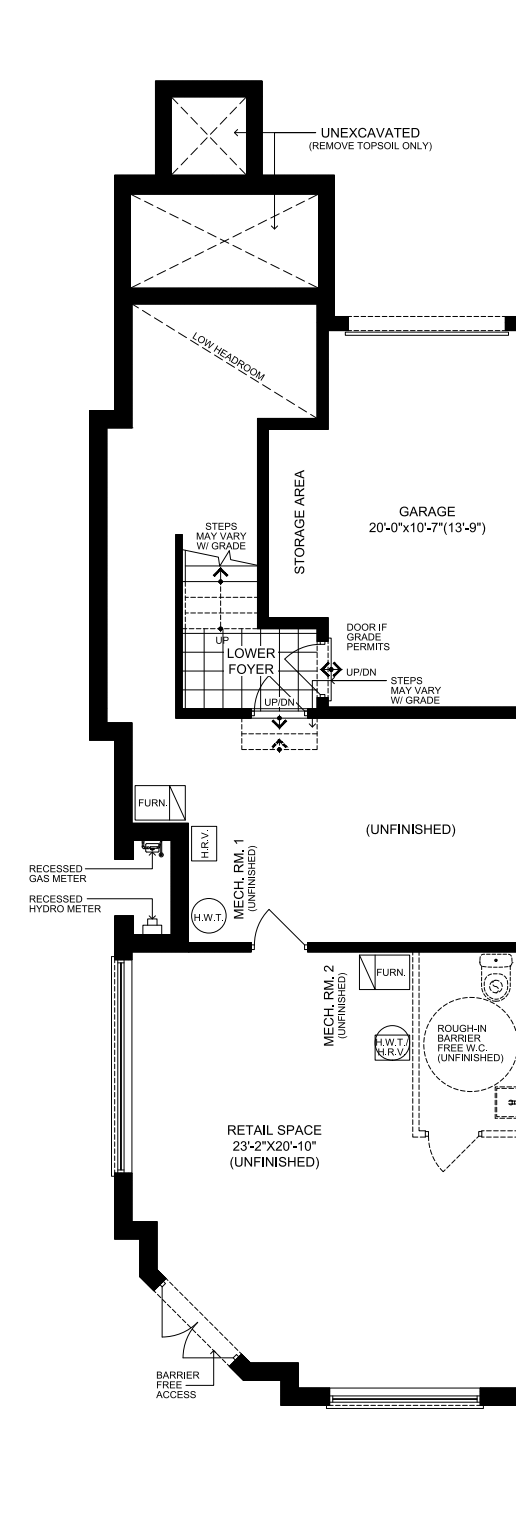 UNEXCAVATED
(REMOVE TOPSOIL ONLY)
LOW HEADROOM
STORAGE AREA
GARAGE
20'-0"x10'-7"(13'-9")
STEPS
MAY VARY
W/ GRADE
UP
LOWER
FOYER
DOOR IF
GRADE
PERMITS
UP/DN
STEPS
MAY VARY
W/ GRADE
UP/DN
FURN.
(UNFINISHED)
H.R.V.
MECH. RM. 1
(UNFINISHED)
RECESSED
GAS METER
RECESSED
HYDRO METER
H.W.T.
MECH. RM. 2
(UNFINISHED)
FURN.
H.W.T./
H.R.V.
ROUGH-IN
BARRIER
FREE W.C.
(UNFINISHED)
RETAIL SPACE
23'-2"X20'-10"
(UNFINISHED)
BARRIER
FREE
ACCESS